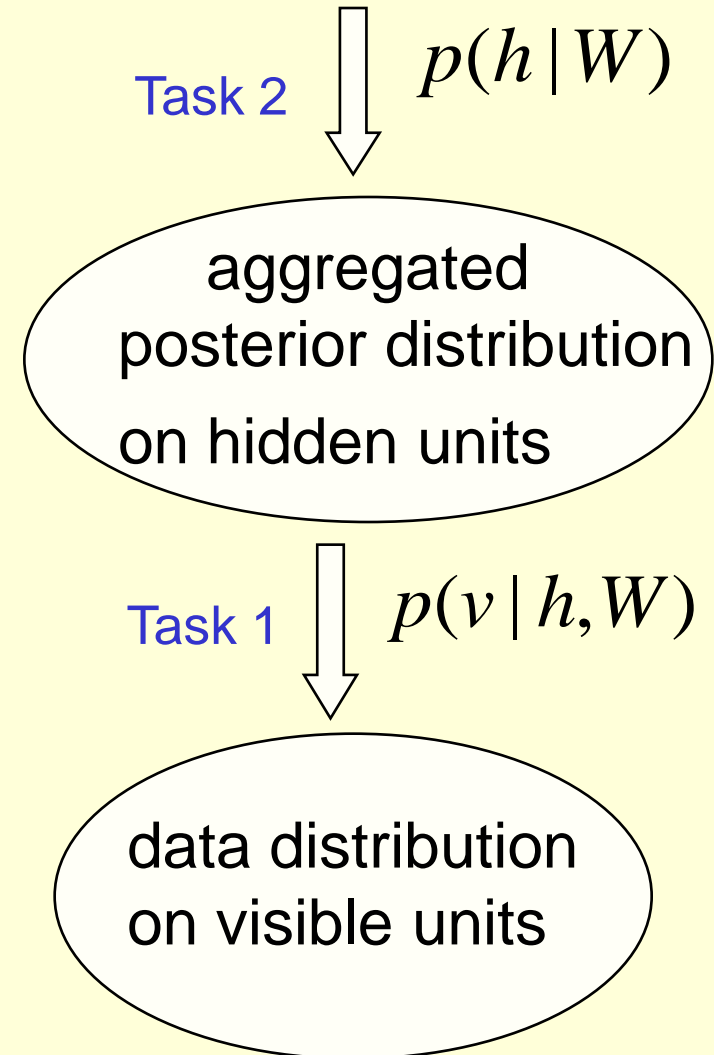 Task 2
p(h|W)
aggregated
posterior distribution
on hidden units
Task 1
p(v|h,W)
data distribution
on visible units